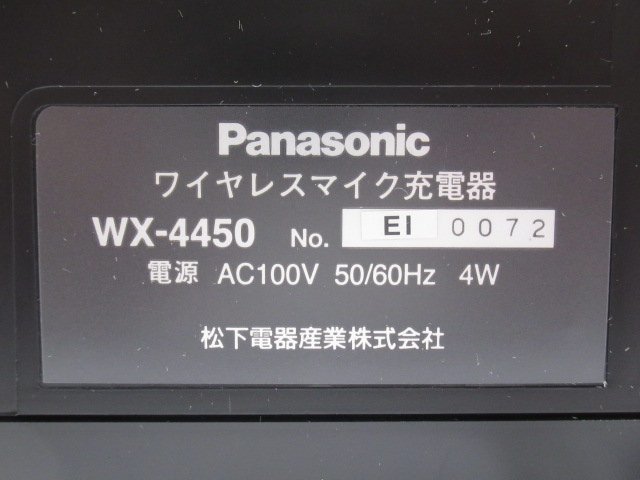 Panasonic
ワイヤレスマイク充電器
WX-4450 No. EI 0072
電源 AC100V 50/60Hz 4W
松下電器産業株式会社